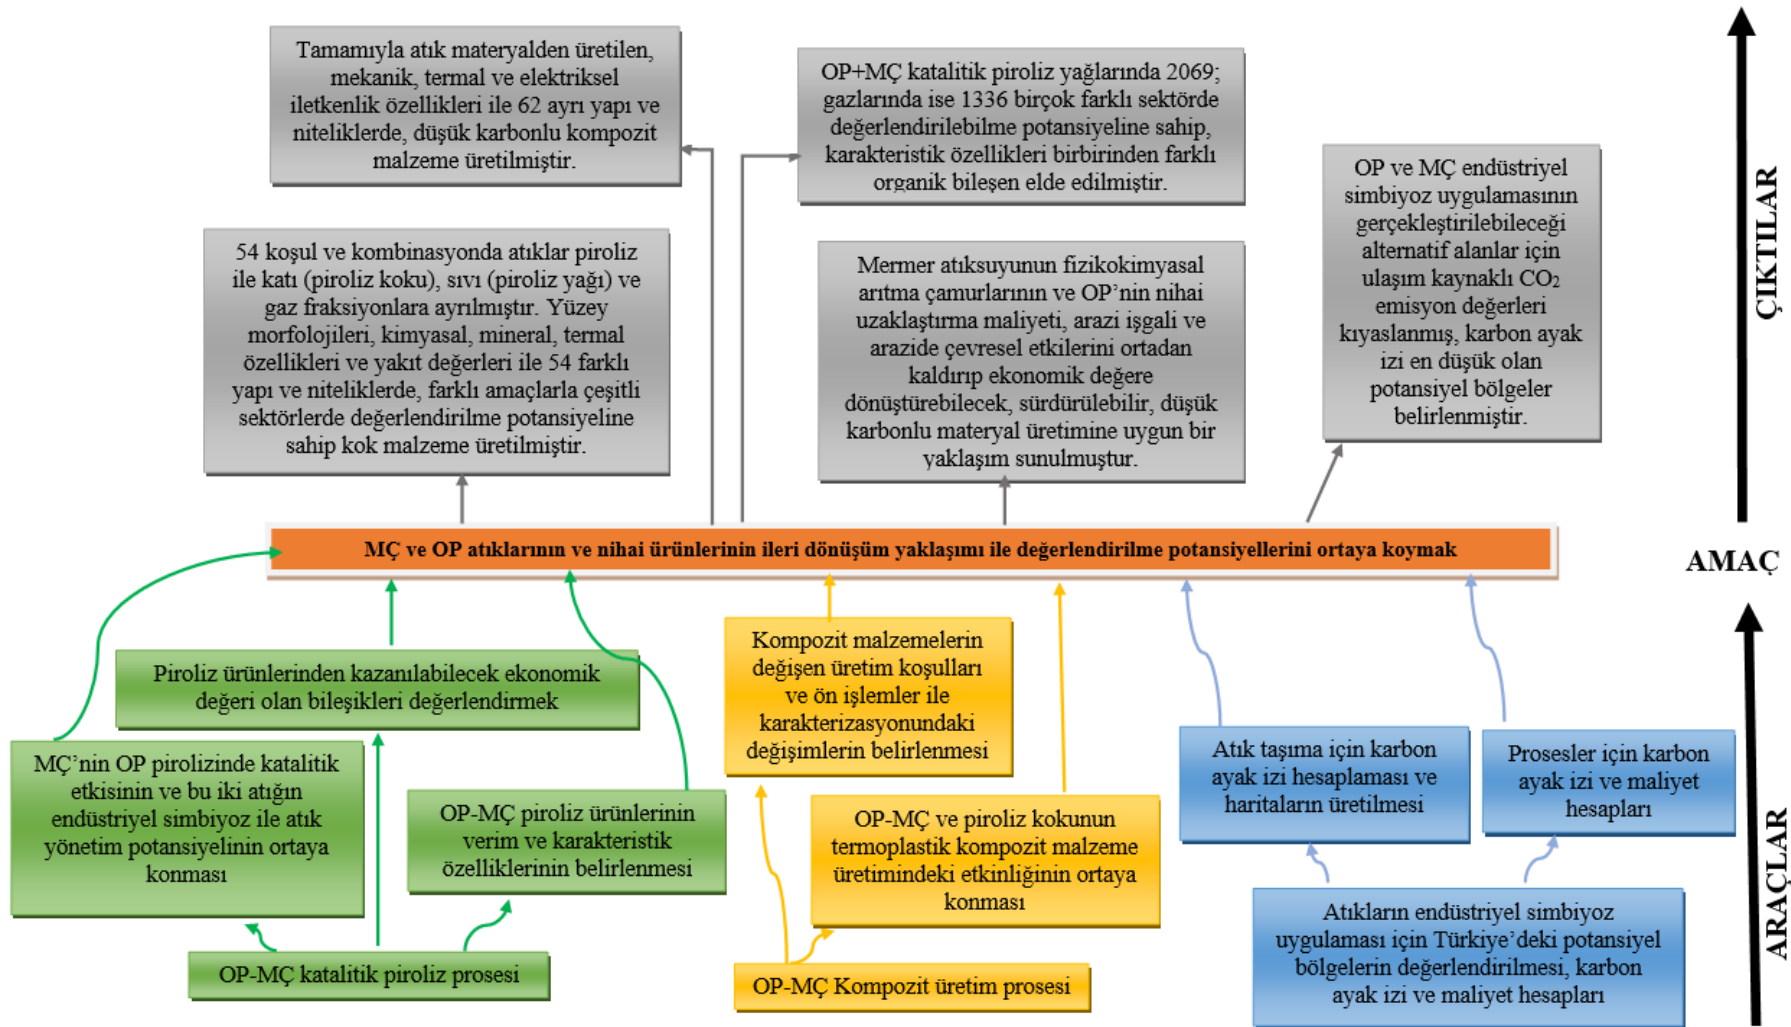 Tamamıyla atık materyalden üretilen,
mekanik, termal ve elektriksel
iletkenlik özellikleri ile 62 ayrı yapı ve
niteliklerde, düşük karbonlu kompozit
malzeme üretilmiştir.
OP+MÇ katalitik piroliz yağlarında 2069;
gazlarında ise 1336 birçok farklı sektörde
değerlendirilebilme potansiyeline sahip,
karakteristik özellikleri birbirinden farklı
organik bileşen elde edilmiştir.
OP ve MÇ endüstriyel
simbiyoz uygulamasının
gerçekleştirilebileceği
alternatif alanlar için
ulaşım kaynaklı CO₂
emisyon değerleri
kıyaslanmış, karbon ayak
izi en düşük olan
potansiyel bölgeler
belirlenmiştir.
54 koşul ve kombinasyonda atıklar piroliz
ile katı (piroliz koku), sıvı (piroliz yağı) ve
gaz fraksiyonlara ayrılmıştır. Yüzey
morfolojileri, kimyasal, mineral, termal
özellikleri ve yakıt değerleri ile 54 farklı
yapı ve niteliklerde, farklı amaçlarla çeşitli
sektörlerde değerlendirilme potansiyeline
sahip kok malzeme üretilmiştir.
Mermer atıksuyunun fizikokimyasal
arıtma çamurlarının ve OP’nin nihai
uzaklaştırma maliyeti, arazi işgali ve
arazide çevresel etkilerini ortadan
kaldırıp ekonomik değere
dönüştürebilecek, sürdürülebilir, düşük
karbonlu materyal üretimine uygun bir
yaklaşım sunulmuştur.
ÇIKTILAR
MÇ ve OP atıklarının ve nihai ürünlerinin ileri dönüşüm yaklaşımı ile değerlendirilme potansiyellerini ortaya koymak
AMAÇ
Piroliz ürünlerinden kazanılabilecek ekonomik
değeri olan bileşikleri değerlendirmek
MÇ’nin OP pirolizinde katalitik
etkisinin ve bu iki atığın
endüstriyel simbiyoz ile atık
yönetim potansiyelinin ortaya
konması
OP-MÇ piroliz ürünlerinin
verim ve karakteristik
özelliklerinin belirlenmesi
OP-MÇ katalitik piroliz prosesi
Kompozit malzemelerin
değişen üretim koşulları
ve ön işlemler ile
karakterizasyonundaki
değişimlerin belirlenmesi
OP-MÇ ve piroliz kokunun
termoplastik kompozit malzeme
üretimindeki etkinliğinin ortaya
konması
OP-MÇ Kompozit üretim prosesi
Atık taşıma için karbon
ayak izi hesaplaması ve
haritaların üretilmesi
Prosesler için karbon
ayak izi ve maliyet
hesapları
Atıkların endüstriyel simbiyoz
uygulaması için Türkiye’deki potansiyel
bölgelerin değerlendirilmesi, karbon
ayak izi ve maliyet hesapları
ARAÇLAR